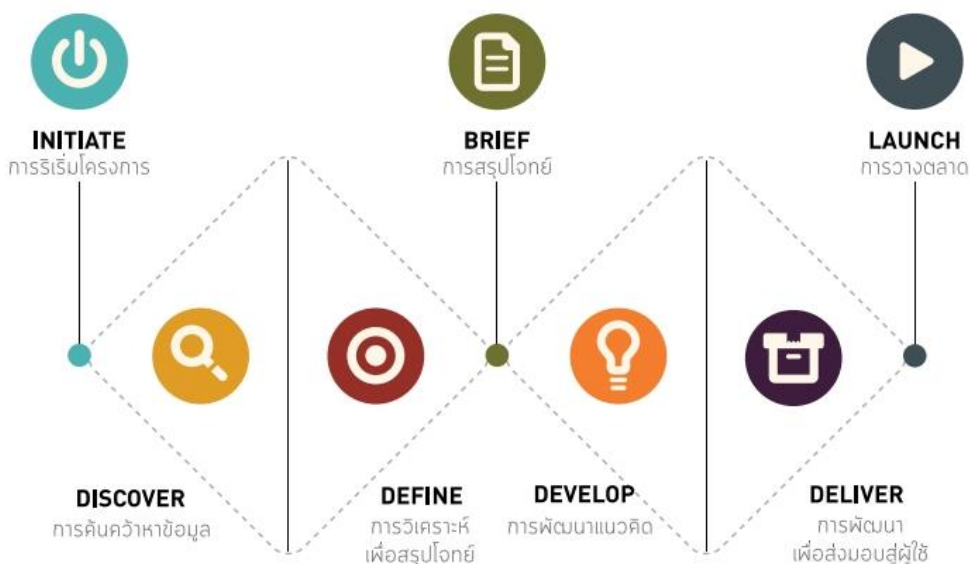 INITIATE
การริเริ่มโครงการ
BRIEF
การสรุปโจทย์
LAUNCH
การวางตลาด
DISCOVER
การค้นคว้าหาข้อมูล
DEFINE
การวิเคราะห์
เพื่อสรุปโจทย์
DEVELOP
การพัฒนาแนวคิด
DELIVER
การพัฒนา
เพื่อส่งมอบสู่ผู้ใช้